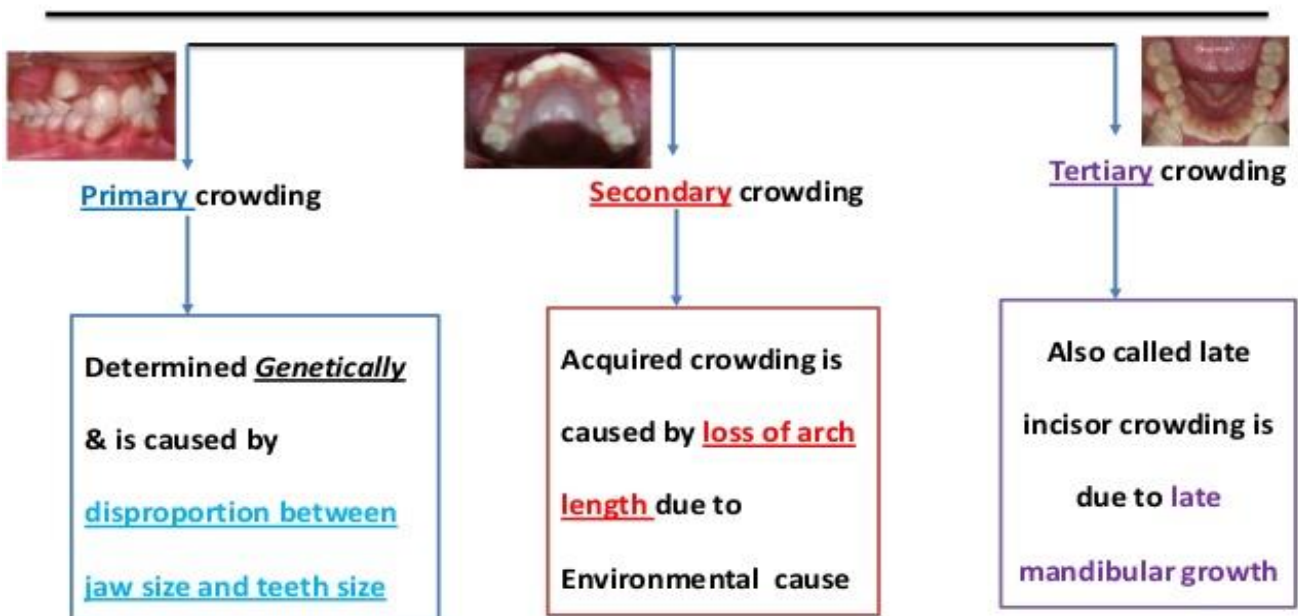 Primary crowding
Determined Genetically
& is caused by
disproportion between
jaw size and teeth size
Secondary crowding
Acquired crowding is
caused by loss of arch
length due to
Environmental cause
Tertiary crowding
Also called late
incisor crowding is
due to late
mandibular growth